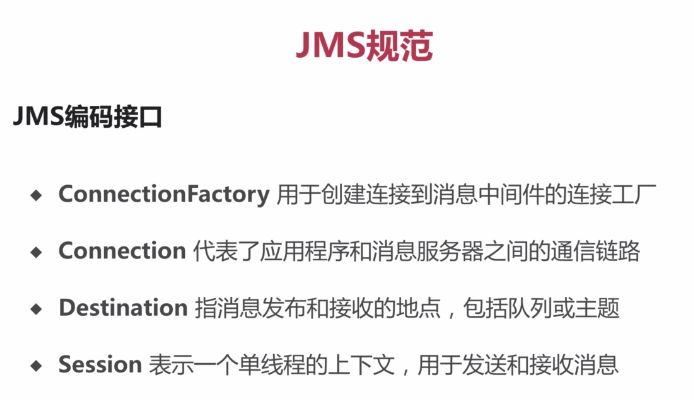 JMS规范
JMS编码接口
◆ ConnectionFactory 用于创建连接到消息中间件的连接工厂
◆ Connection 代表了应用程序和消息服务器之间的通信链路
◆ Destination 指消息发布和接收的地点，包括队列或主题
◆ Session 表示一个单线程的上下文，用于发送和接收消息